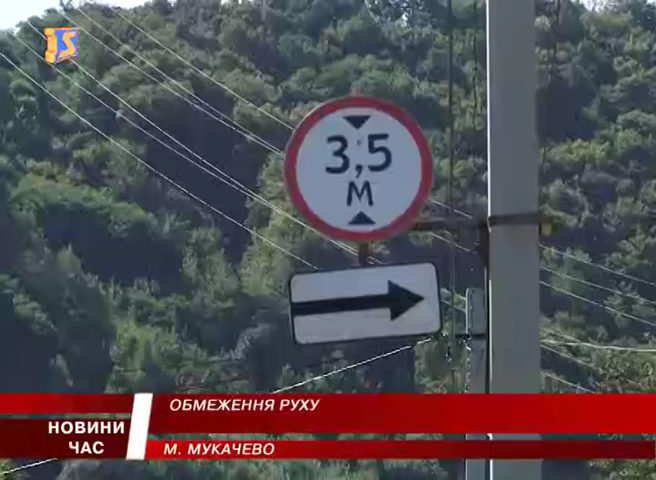 3,5
м
ОБМЕЖЕННЯ РУХУ
НОВИНИ
ЧАС
М. МУКАЧЕВО